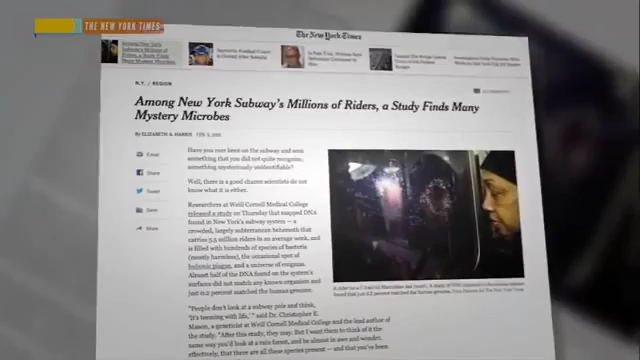 THE NEW YORK TIMES
The New York Times
N.Y. / REGION
Among New York Subway's Millions of Riders, a Study Finds Many
Mystery Microbes
By ELIZABETH A. HARRIS FEB. 5, 2015
Email
Share
Tweet
Save
More
Have you ever been on the subway and seen
something that you did not quite recognize,
something mysteriously unidentifiable?
Well, there is a good chance scientists do not
know what it is either.
Researchers at Weill Cornell Medical College
released a study on Thursday that mapped DNA
found in New York's subway system — a
crowded, largely subterranean behemoth that
carries 5.5 million riders on an average weekday, and
is filled with hundreds of species of bacteria
(mostly harmless), the occasional spot of
bubonic plague, and a universe of enigmas.
Almost half of the DNA found on the system's
surfaces did not match any known organism and
just 0.2 percent matched the human genome.
"People don't look at a subway pole and think,
'It's teeming with life,'" said Dr. Christopher E.
Mason, a geneticist at Weill Cornell Medical College and the lead author of
the study. "After this study, they may. But I want them to think of it the
same way you'd look at a rain forest, and be almost in awe and wonder,
effectively, that there are all these species present — and that you've been